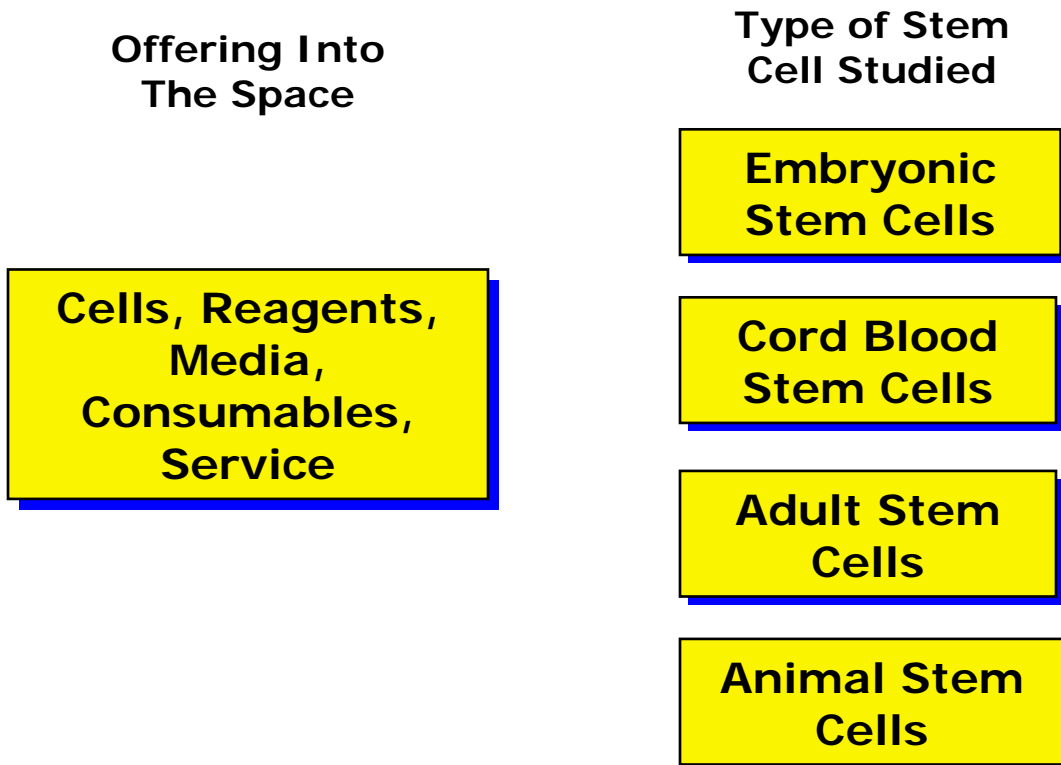 Offering Into
The Space
Type of Stem
Cell Studied
Cells, Reagents,
Media,
Consumables,
Service
Embryonic
Stem Cells
Cord Blood
Stem Cells
Adult Stem
Cells
Animal Stem
Cells